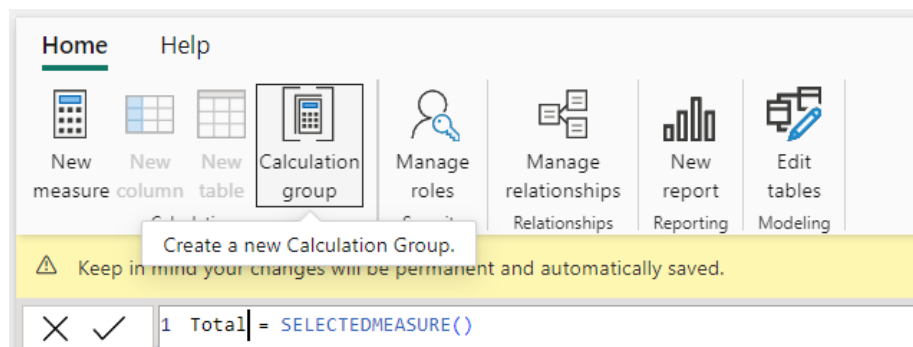 Home Help
New measure
New column
New table
Calculation group
Manage roles
Manage relationships
New report
Edit tables
Relationships
Reporting
Modeling
Create a new Calculation Group.
Keep in mind your changes will be permanent and automatically saved.
1 Total = SELECTEDMEASURE()